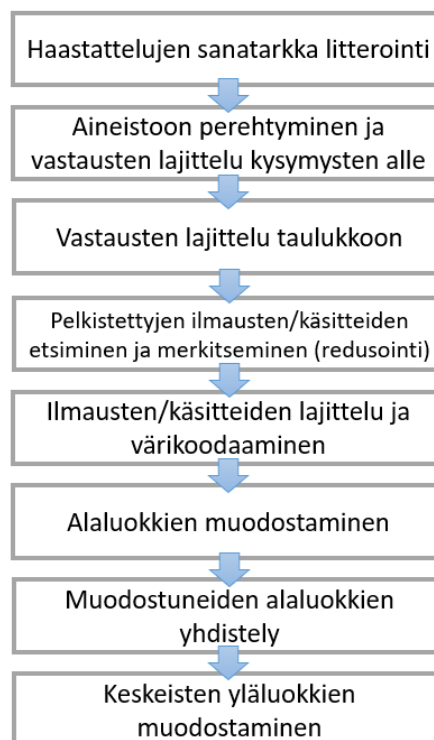 Haastattelujen sanatarkka litterointi
Aineistoon perehtyminen ja
vastausten lajittelu kysymysten alle
Vastausten lajittelu taulukkoon
Pelkistettyjen ilmausten/käsitteiden
etsiminen ja merkitseminen (redusointi)
Ilmausten/käsitteiden lajittelu ja
värikoodaaminen
Alaluokkien muodostaminen
Muodostuneiden alaluokkien
yhdistely
Keskeisten yläluokkien
muodostaminen